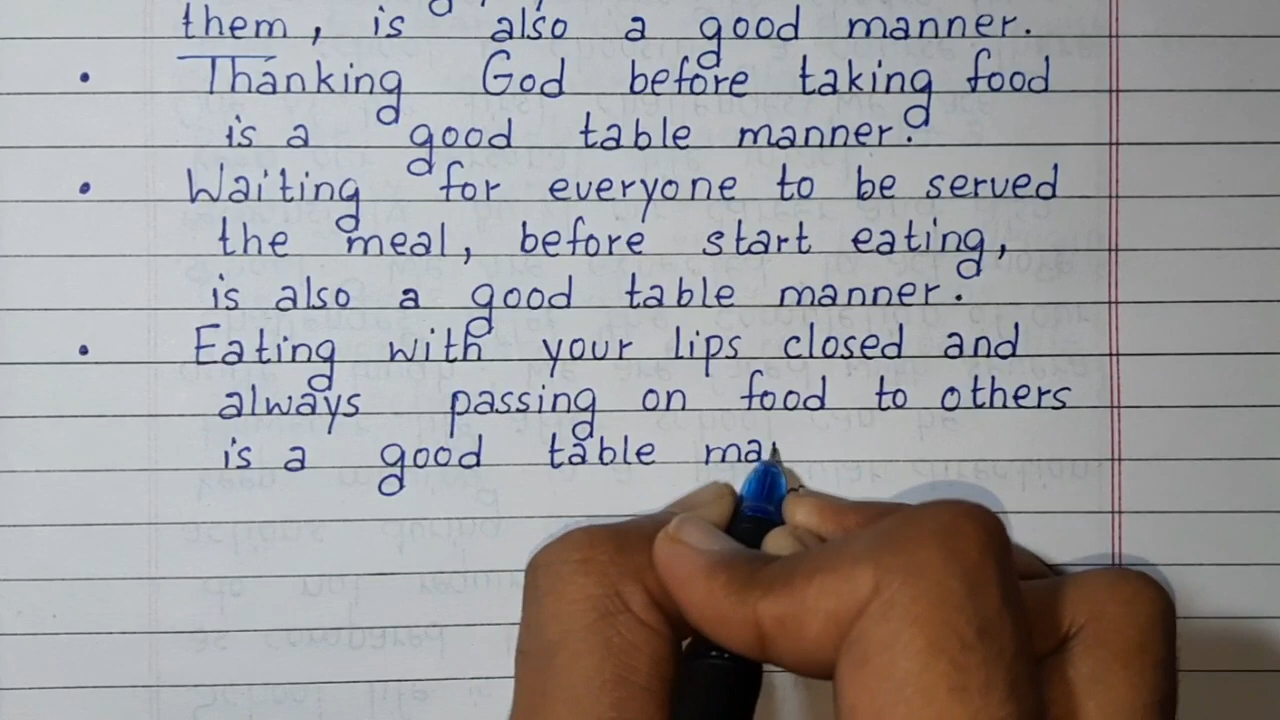 them, is also a good manner.
• Thanking God before taking food
is a good table manner.
• Waiting for everyone to be served
the meal, before start eating,
is also a good table manner.
• Eating with your lips closed and
always passing on food to others
is a good table ma